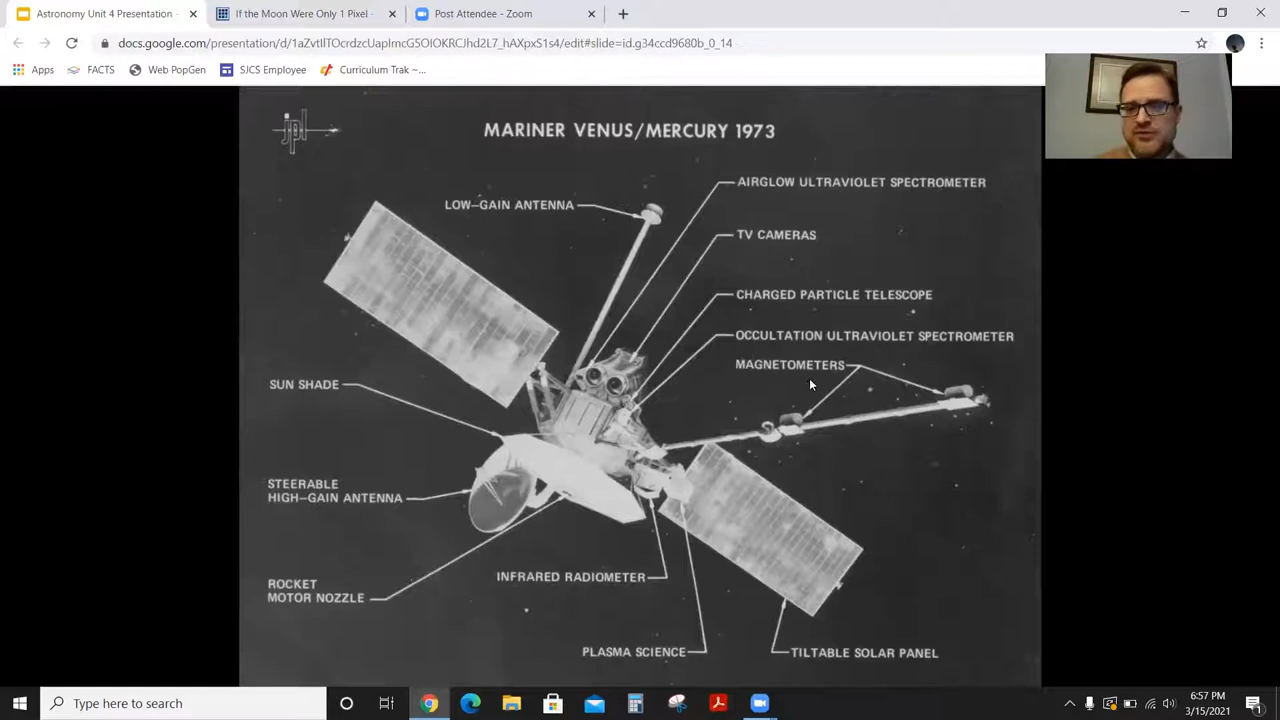 Astronomy Unit 4 Presentation -
If the Moon Were Only 1 Pixel -
Post Attendee - Zoom
docs.google.com/presentation/d/1aZvtIlTOcrdzcUapImcG5OIOKRCJhd2L7_hAXpxS1s4/edit#slide=id.g34ccd9680b_0_14
Apps
FACTS
Web PopGen
SJCS Employee
Curriculum Trak ~...
jpl
MARINER VENUS/MERCURY 1973
AIRGLOW ULTRAVIOLET SPECTROMETER
LOW-GAIN ANTENNA
TV CAMERAS
CHARGED PARTICLE TELESCOPE
OCCULTATION ULTRAVIOLET SPECTROMETER
MAGNETOMETERS
SUN SHADE
STEERABLE
HIGH-GAIN ANTENNA
INFRARED RADIOMETER
ROCKET
MOTOR NOZZLE
PLASMA SCIENCE
TILTABLE SOLAR PANEL
Type here to search
6:57 PM
3/15/2021